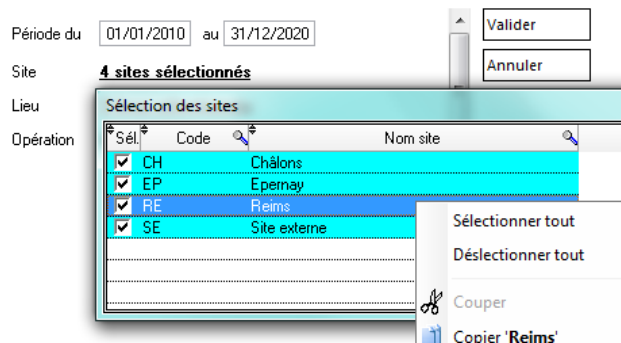 Période du 01/01/2010 au 31/12/2020
Valider
Site 4 sites sélectionnés
Annuler
Lieu
Sélection des sites
Opération
Sél. Code Nom site
CH Châlons
EP Epernay
RE Reims
SE Site externe
Sélectionner tout
Déslectionner tout
Couper
Copier 'Reims'